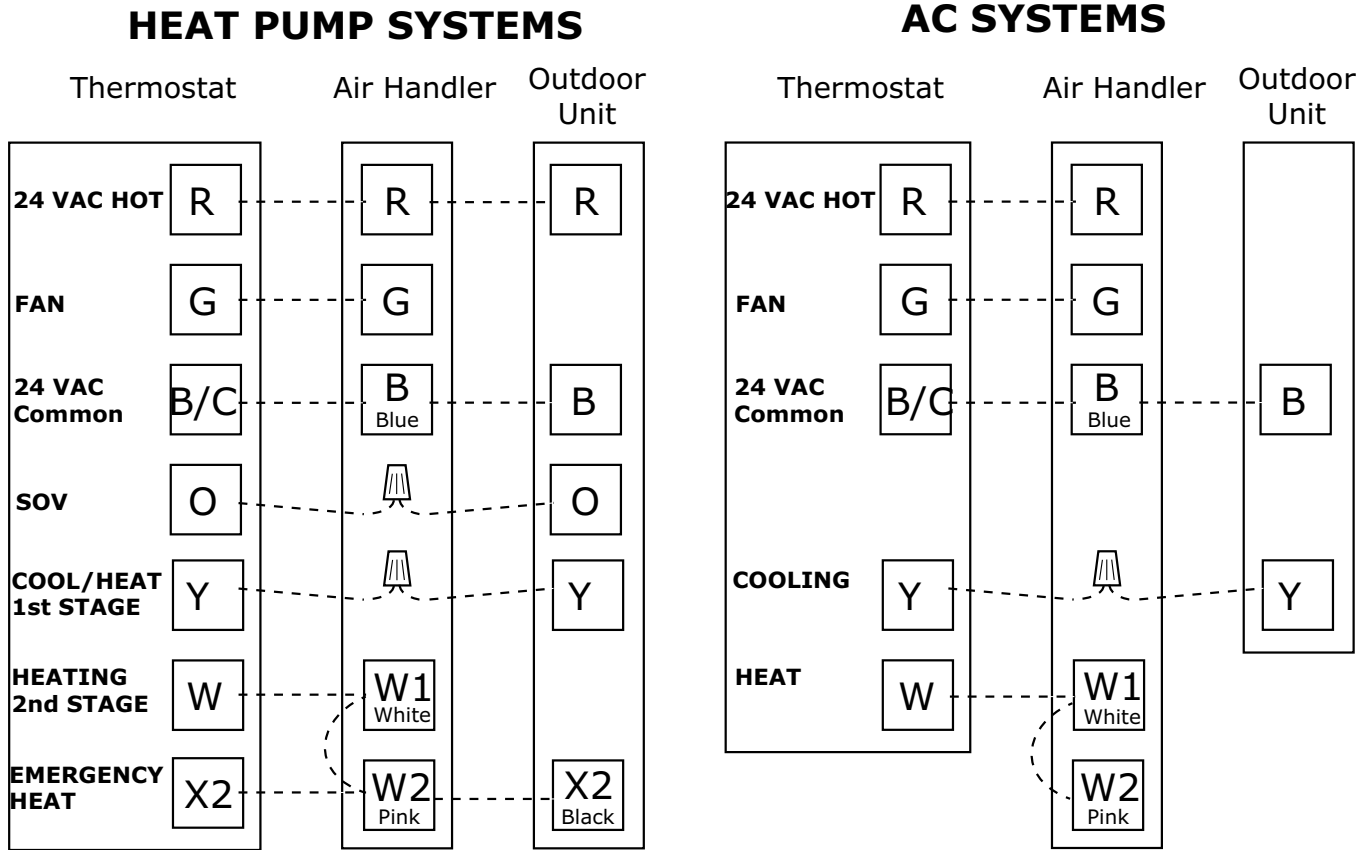 HEAT PUMP SYSTEMS
Thermostat
Air Handler
Outdoor
Unit
24 VAC HOT
R
R
R
FAN
G
G
24 VAC
Common
B/C
B
Blue
B
SOV
O
O
COOL/HEAT
1st STAGE
Y
Y
HEATING
2nd STAGE
W
W1
White
EMERGENCY
HEAT
X2
W2
Pink
X2
Black
AC SYSTEMS
Thermostat
Air Handler
Outdoor
Unit
24 VAC HOT
R
R
FAN
G
G
24 VAC
Common
B/C
B
Blue
B
COOLING
Y
Y
HEAT
W
W1
White
W2
Pink